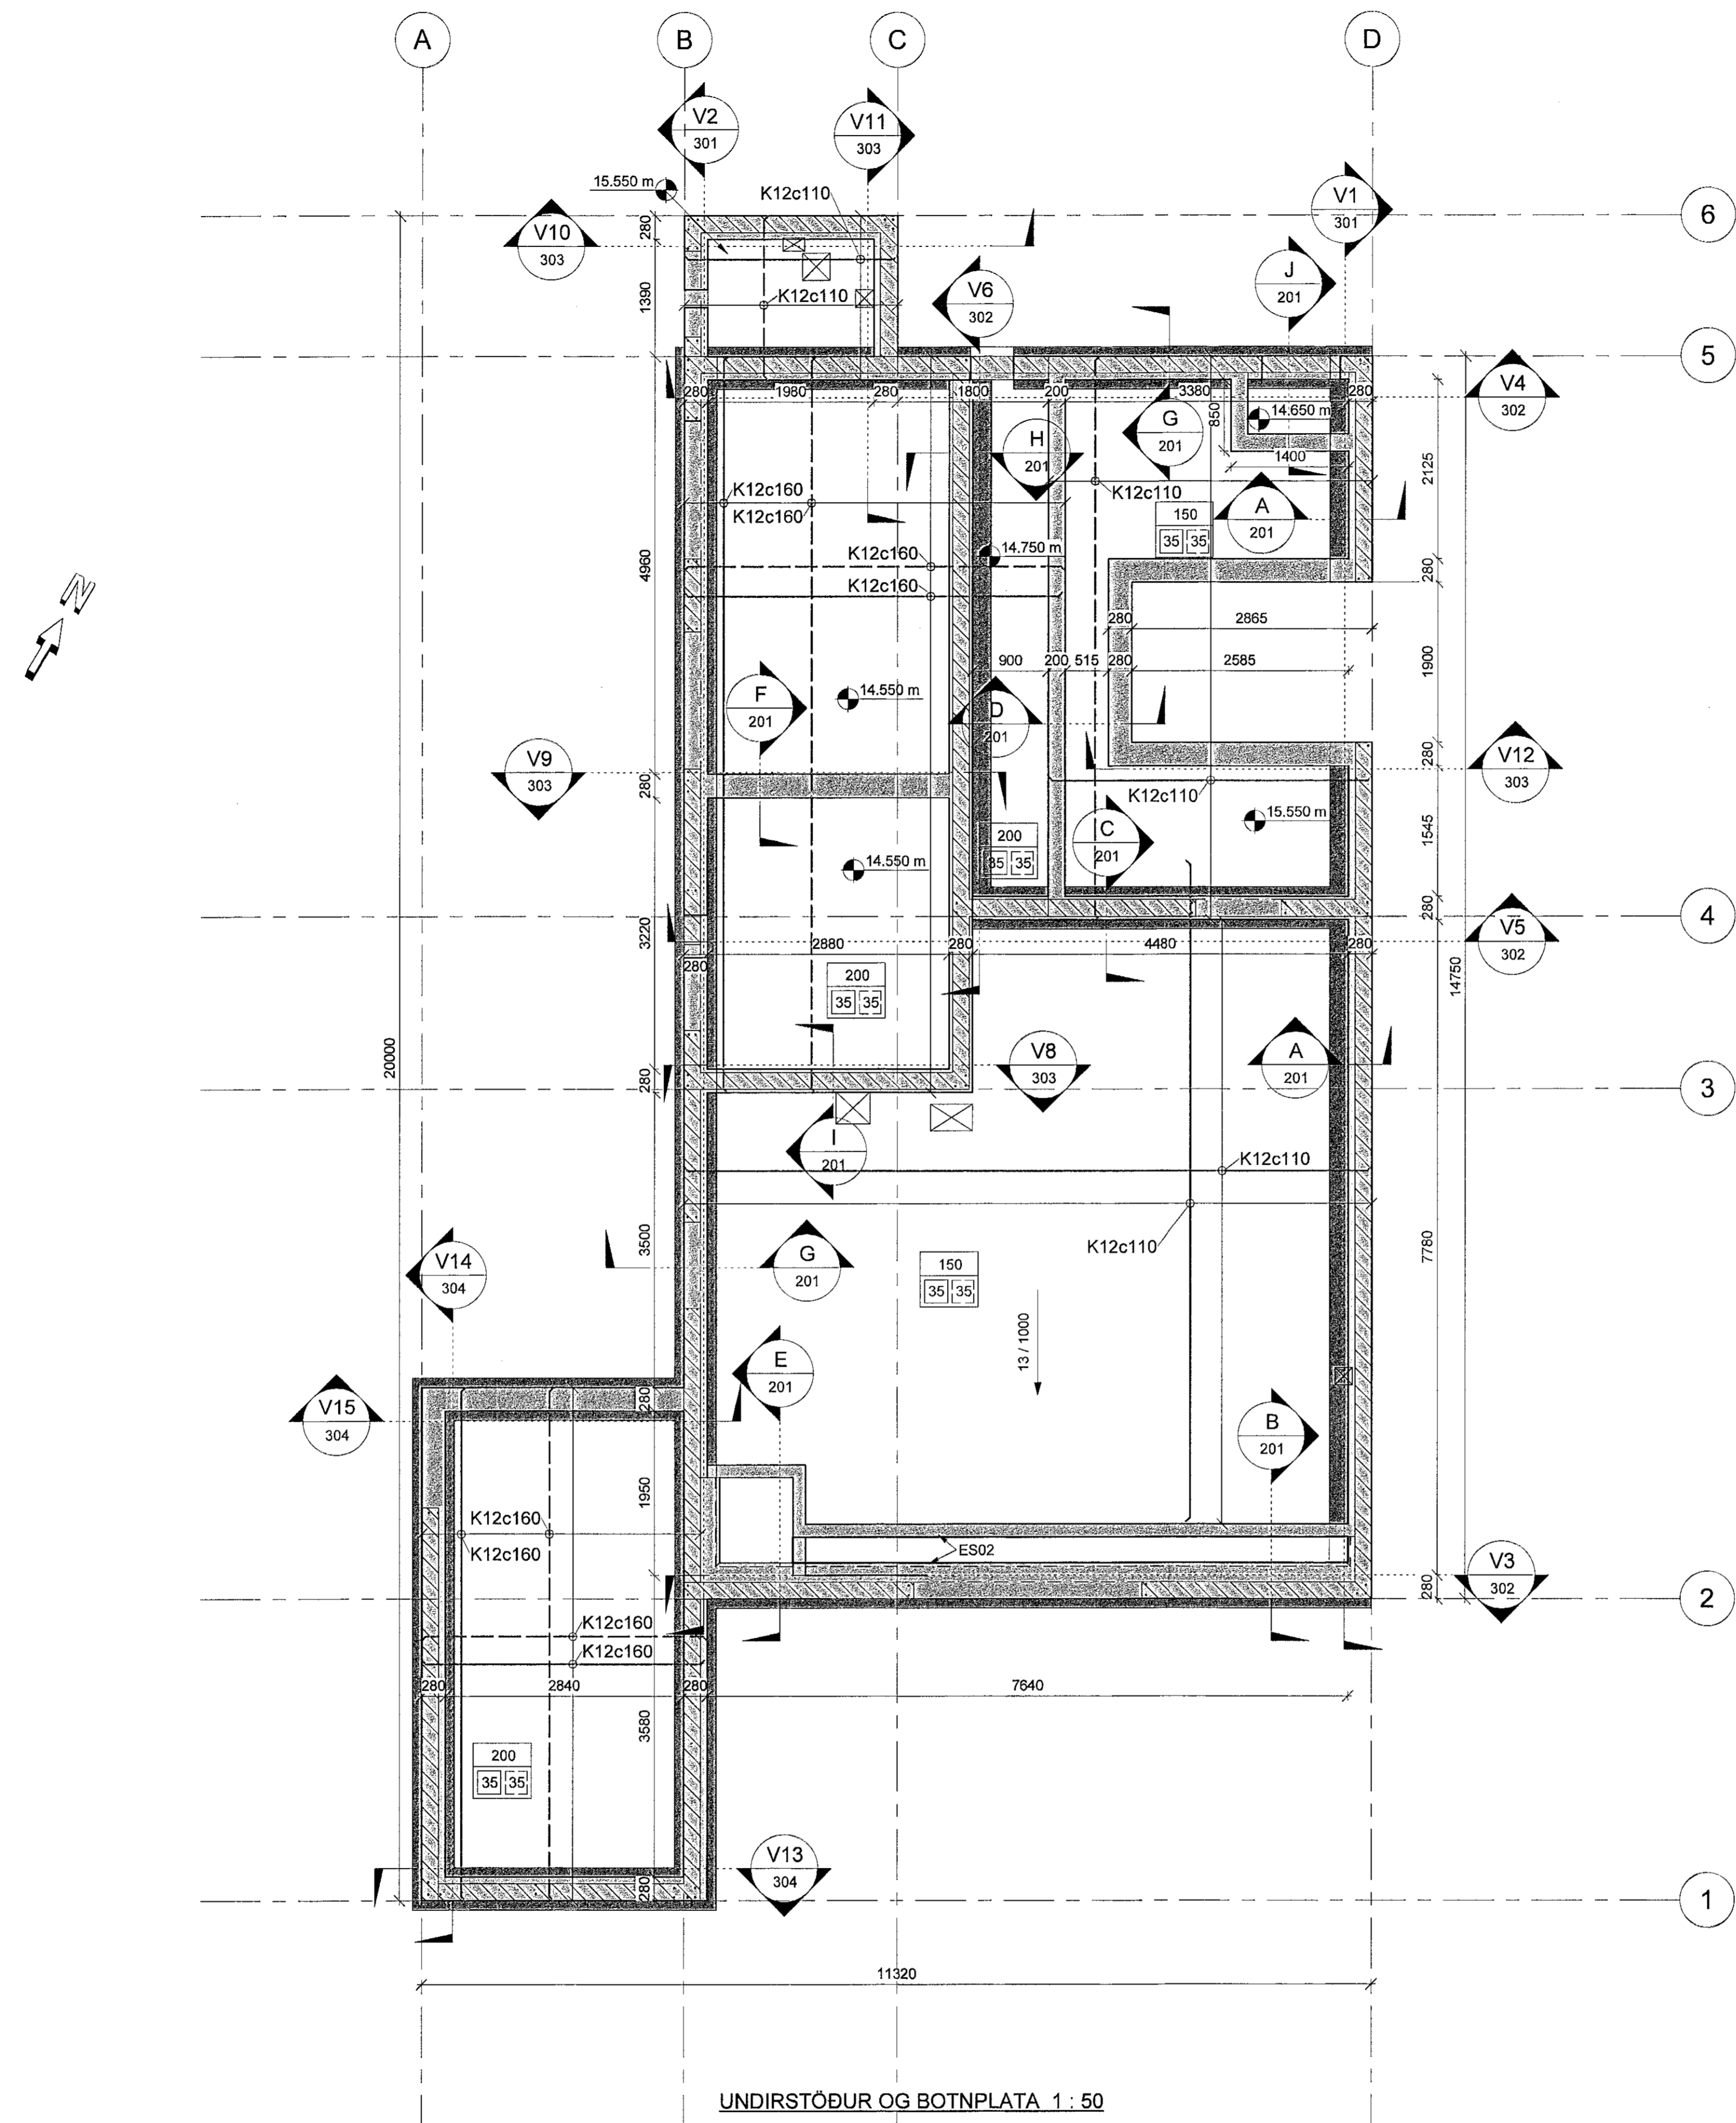 A
B
C
D
V2
301
V11
303
V1
301
6
15.550 m
K12c110
V10
303
280
J
201
1390
K12c110
V6
302
5
V4
302
280
1980
280
1800
200
3380
280
850
14.650 m
G
201
H
201
1400
2125
K12c160
K12c160
K12c110
A
201
150
35
35
K12c160
14.750 m
4960
280
K12c160
N
280
2865
900
200
515
280
2585
1900
F
201
14.550 m
D
201
V9
303
280
280
V12
303
K12c110
15.550 m
1545
C
201
200
35
35
14.550 m
280
4
3220
2880
280
4480
280
V5
302
280
200
35
35
14750
20000
280
V8
303
A
201
3
I
201
K12c110
3500
K12c110
7780
V14
304
G
201
150
35
35
13 / 1000
E
201
V15
304
280
B
201
1950
K12c160
K12c160
ES02
V3
302
280
2
K12c160
K12c160
280
2840
280
7640
3580
200
35
35
V13
304
280
1
11320
UNDIRSTÖÐUR OG BOTNPLATA 1 : 50